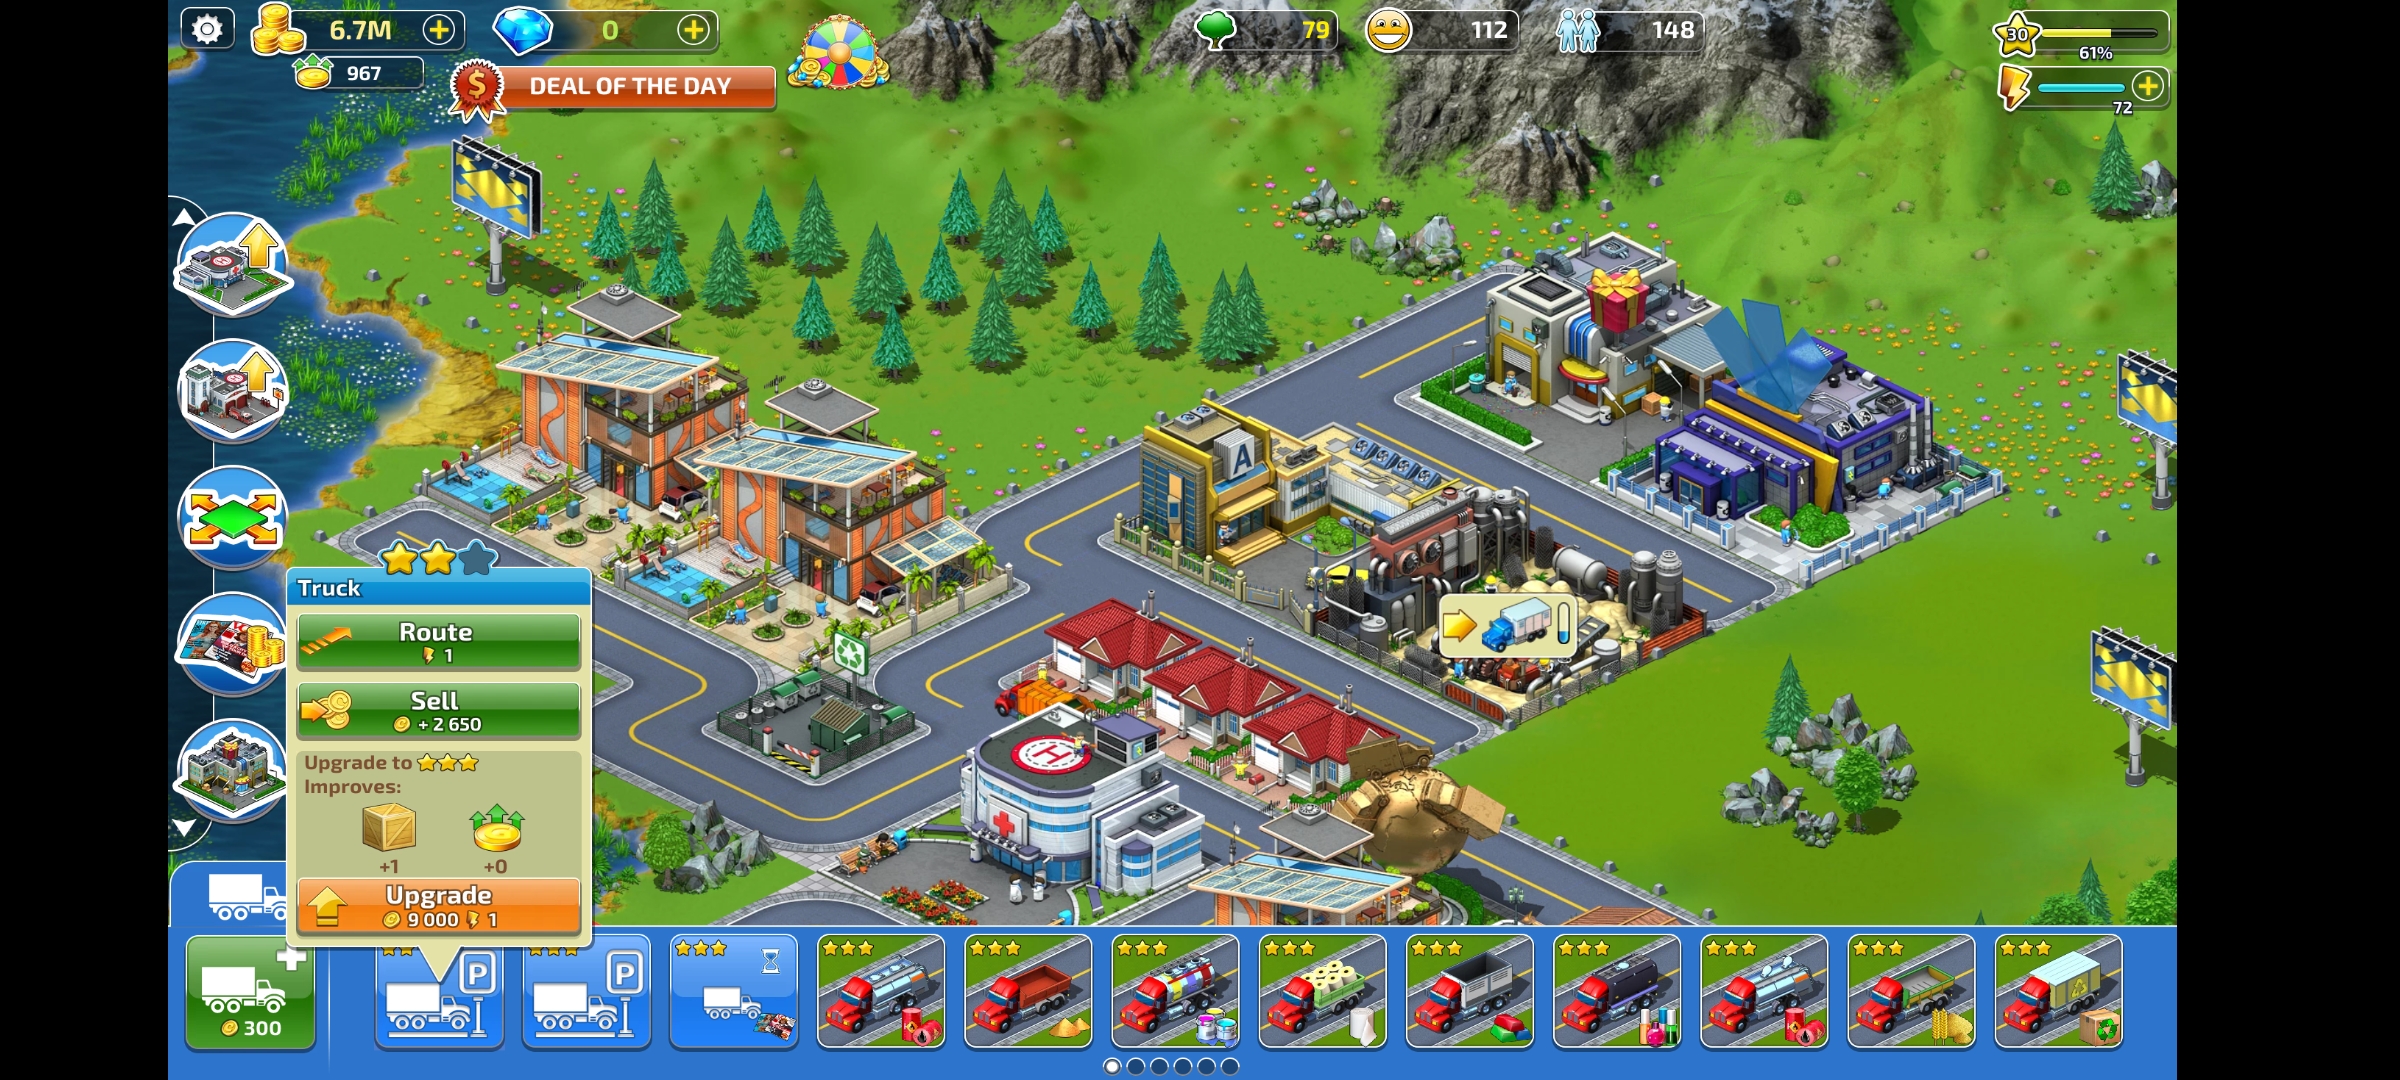 6.7M
0
79
112
148
30
61%
967
DEAL OF THE DAY
72
A
H
Truck
Route
1
Sell
+ 2 650
Upgrade to
Improves:
+1
+0
Upgrade
9 000 1
300
P
P